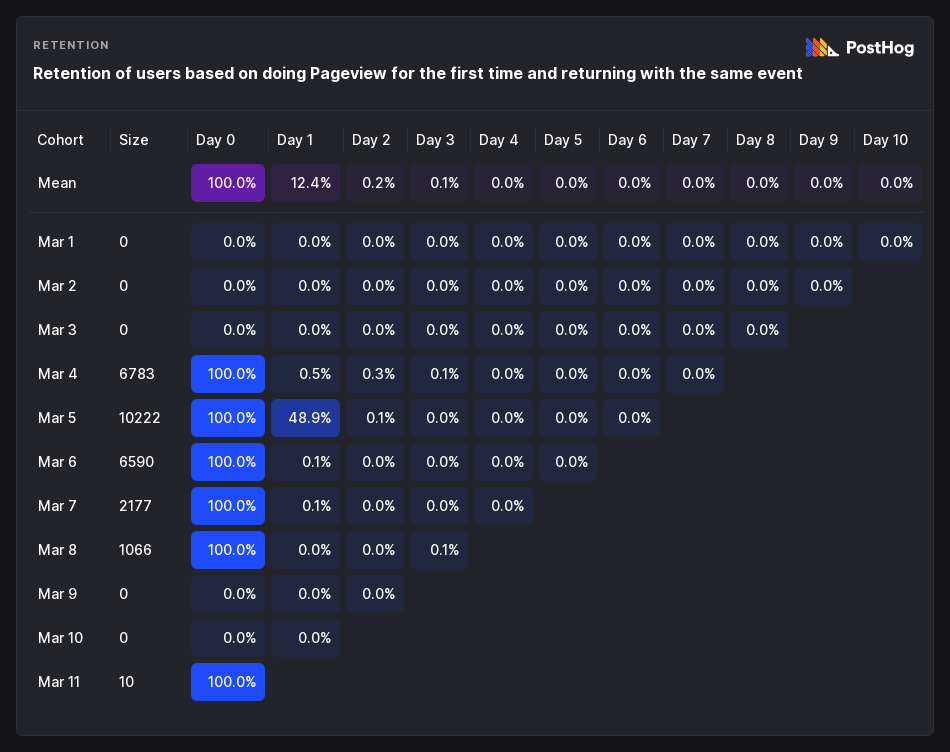 RETENTION
PostHog
Retention of users based on doing Pageview for the first time and returning with the same event
Cohort Size Day 0 Day 1 Day 2 Day 3 Day 4 Day 5 Day 6 Day 7 Day 8 Day 9 Day 10
Mean 100.0% 12.4% 0.2% 0.1% 0.0% 0.0% 0.0% 0.0% 0.0% 0.0% 0.0%
Mar 1 0 0.0% 0.0% 0.0% 0.0% 0.0% 0.0% 0.0% 0.0% 0.0% 0.0% 0.0%
Mar 2 0 0.0% 0.0% 0.0% 0.0% 0.0% 0.0% 0.0% 0.0% 0.0% 0.0%
Mar 3 0 0.0% 0.0% 0.0% 0.0% 0.0% 0.0% 0.0% 0.0% 0.0%
Mar 4 6783 100.0% 0.5% 0.3% 0.1% 0.0% 0.0% 0.0% 0.0%
Mar 5 10222 100.0% 48.9% 0.1% 0.0% 0.0% 0.0% 0.0%
Mar 6 6590 100.0% 0.1% 0.0% 0.0% 0.0% 0.0%
Mar 7 2177 100.0% 0.1% 0.0% 0.0% 0.0%
Mar 8 1066 100.0% 0.0% 0.0% 0.1%
Mar 9 0 0.0% 0.0% 0.0%
Mar 10 0 0.0% 0.0%
Mar 11 10 100.0%